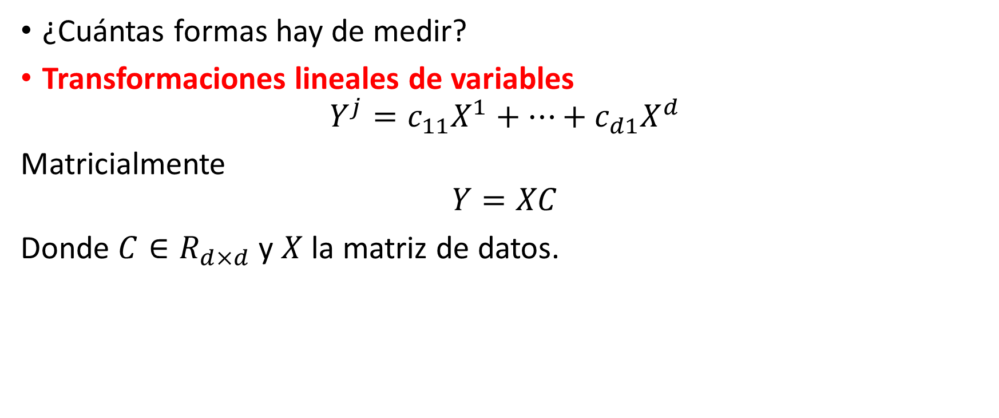 • ¿Cuántas formas hay de medir?
• Transformaciones lineales de variables
$Y^j = c_{11}X^1 + \cdots + c_{d1}X^d$
Matricialmente
$Y = XC$
Donde $C \in R_{d \times d}$ y $X$ la matriz de datos.